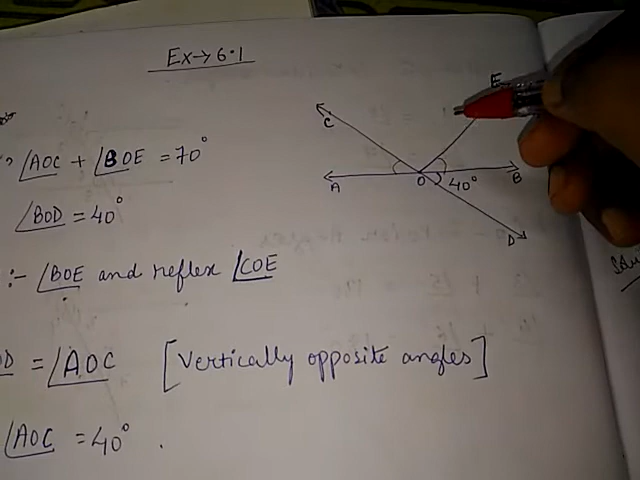 Ex → 6.1
E
C
∠AOC + ∠BOE = 70°
A
O
40°
B
∠BOD = 40°
D
:- ∠BOE and reflex ∠COE
= ∠AOC [Vertically opposite angles]
∠AOC = 40°.